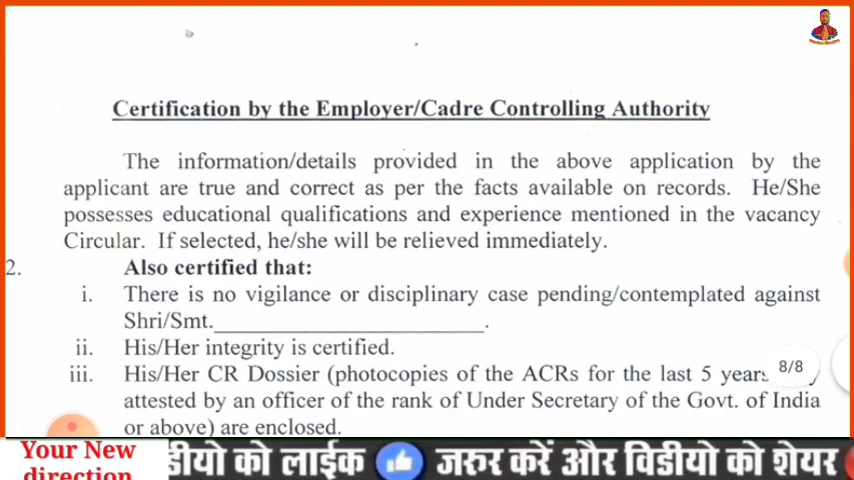 Certification by the Employer/Cadre Controlling Authority
The information/details provided in the above application by the
applicant are true and correct as per the facts available on records. He/She
possesses educational qualifications and experience mentioned in the vacancy
Circular. If selected, he/she will be relieved immediately.
2. Also certified that:
i. There is no vigilance or disciplinary case pending/contemplated against
Shri/Smt.______________________.
ii. His/Her integrity is certified.
8/8
iii. His/Her CR Dossier (photocopies of the ACRs for the last 5 years
attested by an officer of the rank of Under Secretary of the Govt. of India
or above) are enclosed.
Your New
direction
को लाईक जरुर करें और विडीयो को शेयर